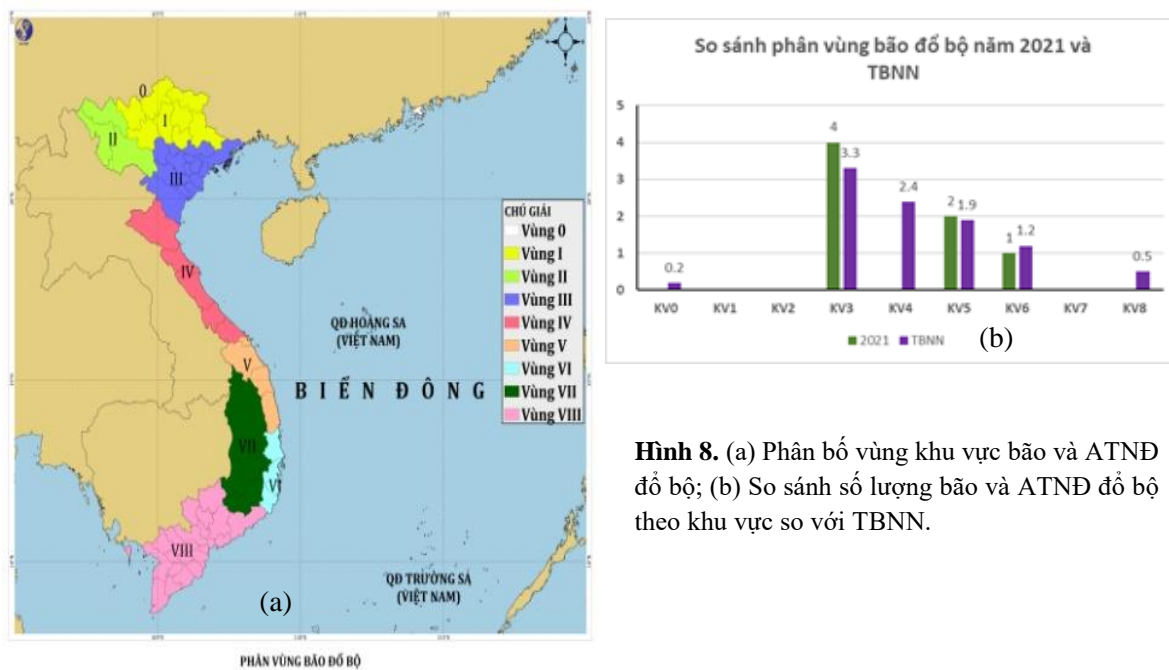 0
I
II
III
IV
V
VI
VII
VIII
QĐ HOÀNG SA
(VIỆT NAM)
BIỂN ĐÔNG
QĐ TRƯỜNG SA
(VIỆT NAM)
(a)
CHÚ GIẢI
Vùng 0
Vùng I
Vùng II
Vùng III
Vùng IV
Vùng V
Vùng VI
Vùng VII
Vùng VIII
PHÂN VÙNG BÃO ĐỔ BỘ
So sánh phân vùng bão đổ bộ năm 2021 và
TBNN
5
4
3
2
1
0
0.2
4
3.3
2.4
2
1.9
1
1.2
0.5
KV0 KV1 KV2 KV3 KV4 KV5 KV6 KV7 KV8
2021 TBNN
(b)
Hình 8. (a) Phân bố vùng khu vực bão và ATNĐ
đổ bộ; (b) So sánh số lượng bão và ATNĐ đổ bộ
theo khu vực so với TBNN.